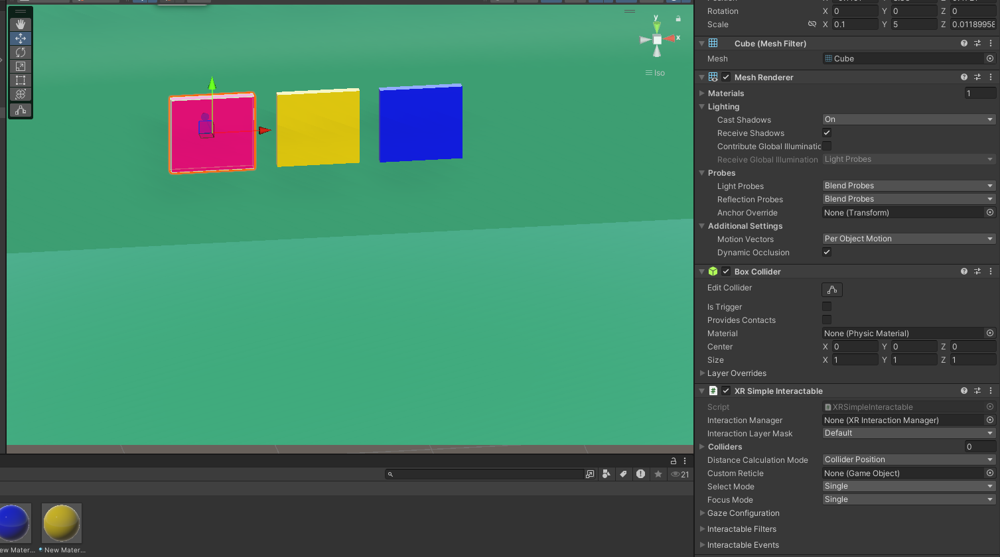 Rotation X 0 Y 0 Z 0
Scale X 0.1 Y 5 Z 0.01189958
Cube (Mesh Filter)
Mesh Cube
Mesh Renderer
Materials 1
Lighting
Cast Shadows On
Receive Shadows
Contribute Global Illuminatic
Receive Global Illumination Light Probes
Probes
Light Probes Blend Probes
Reflection Probes Blend Probes
Anchor Override None (Transform)
Additional Settings
Motion Vectors Per Object Motion
Dynamic Occlusion
Box Collider
Edit Collider
Is Trigger
Provides Contacts
Material None (Physic Material)
Center X 0 Y 0 Z 0
Size X 1 Y 1 Z 1
Layer Overrides
XR Simple Interactable
Script XRSimpleInteractable
Interaction Manager None (XR Interaction Manager)
Interaction Layer Mask Default
Colliders 0
Distance Calculation Mode Collider Position
Custom Reticle None (Game Object)
Select Mode Single
Focus Mode Single
Gaze Configuration
Interactable Filters
Interactable Events
y
x
Iso
21
ew Mater... New Mater...